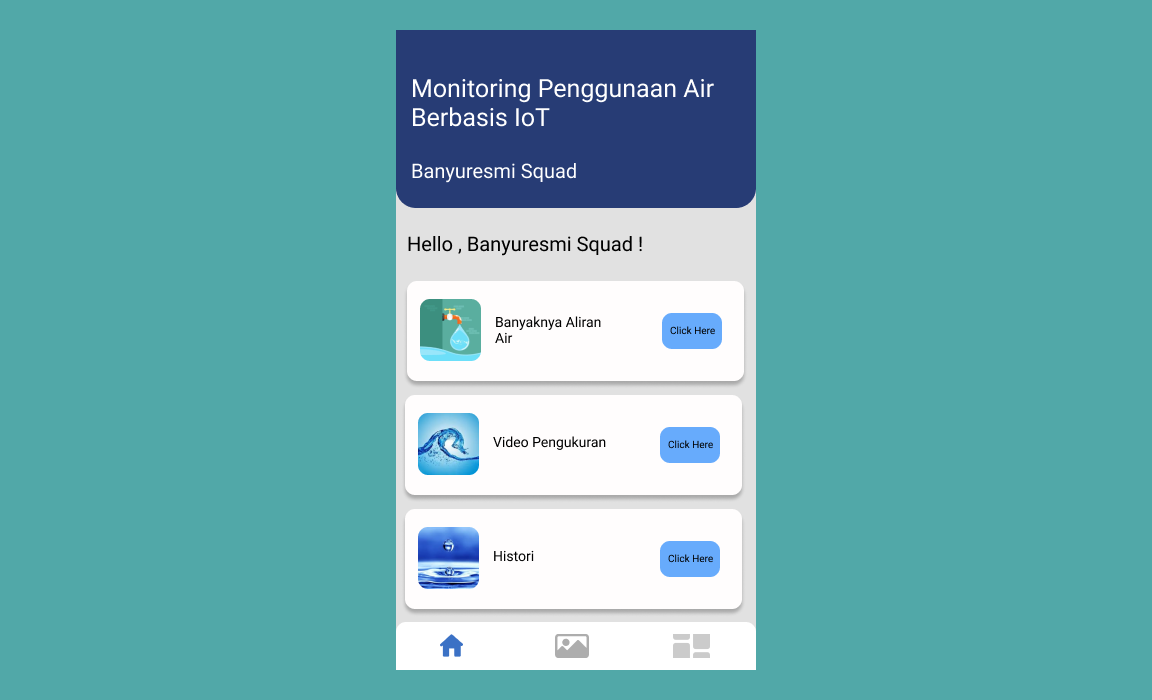 Monitoring Penggunaan Air
Berbasis IoT
Banyuresmi Squad
Hello , Banyuresmi Squad !
Banyaknya Aliran
Air
Click Here
Video Pengukuran
Click Here
Histori
Click Here